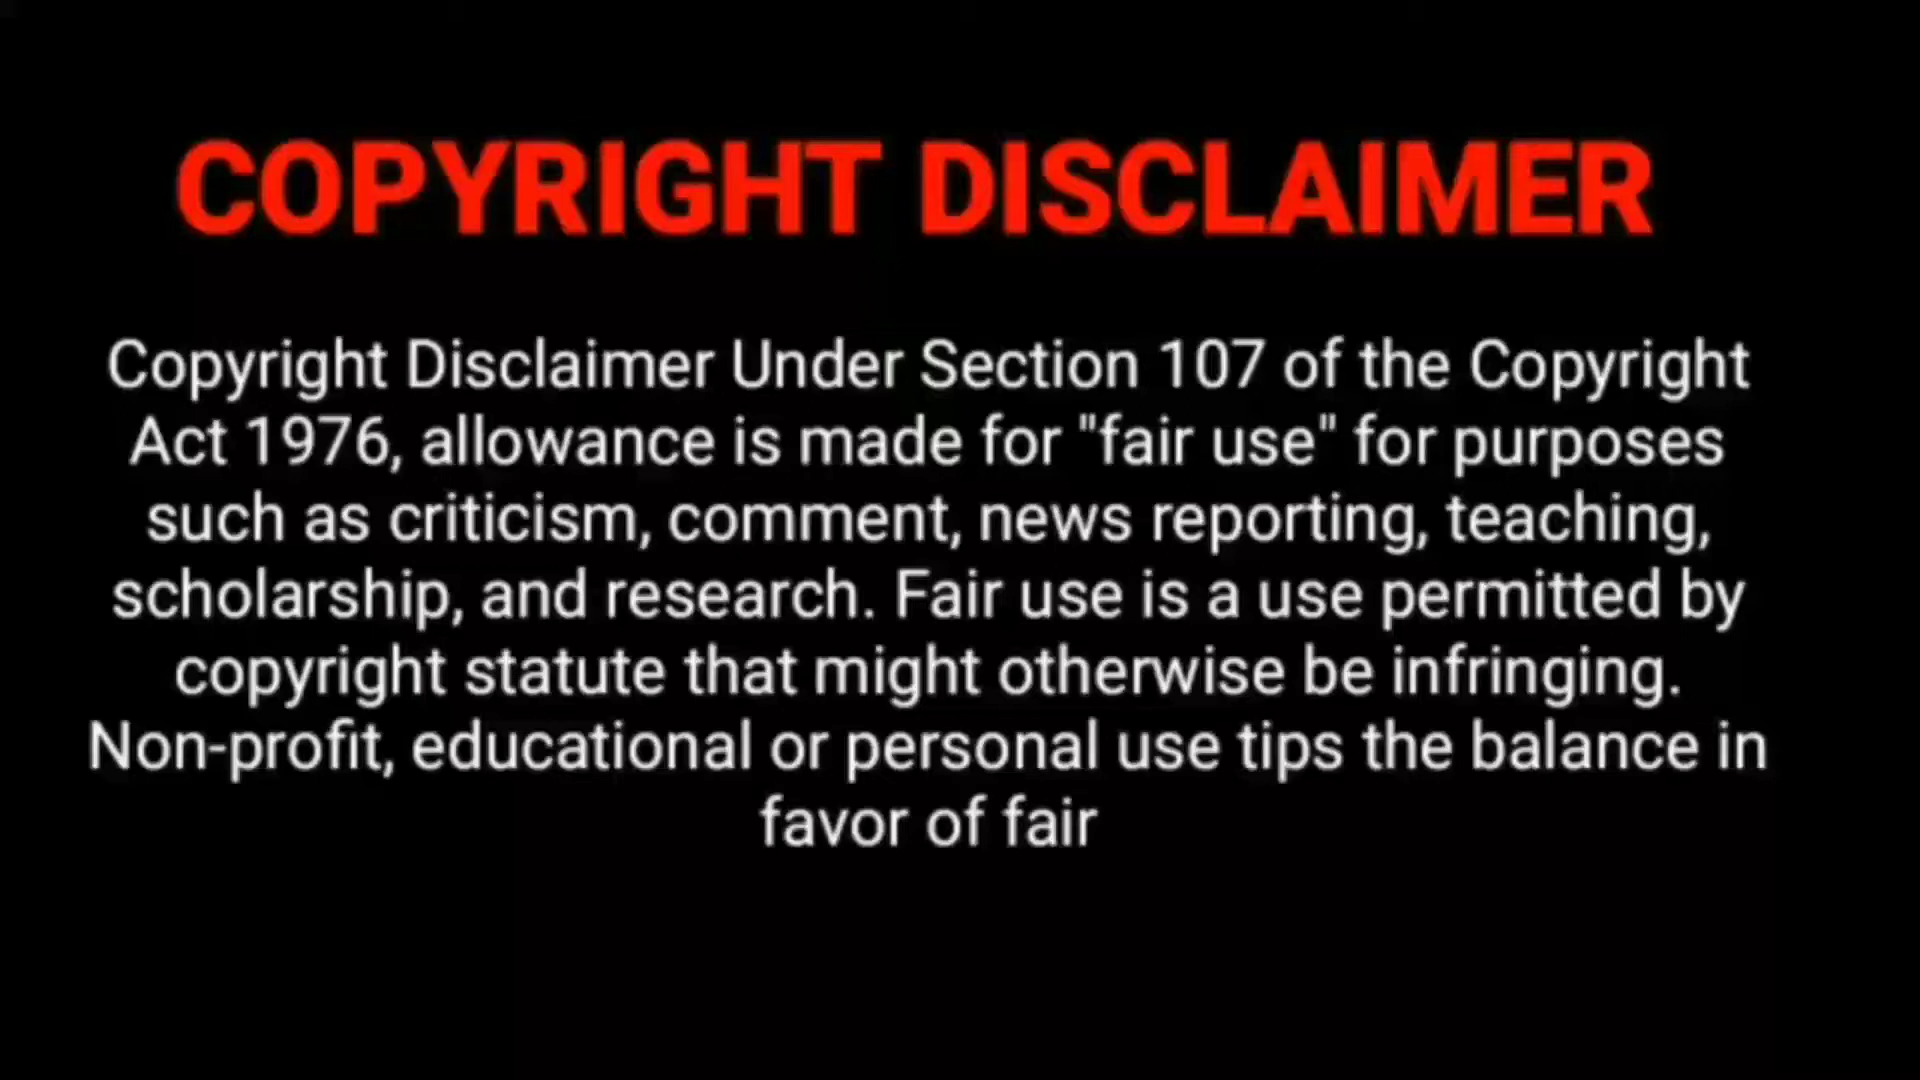 COPYRIGHT DISCLAIMER
Copyright Disclaimer Under Section 107 of the Copyright
Act 1976, allowance is made for "fair use" for purposes
such as criticism, comment, news reporting, teaching,
scholarship, and research. Fair use is a use permitted by
copyright statute that might otherwise be infringing.
Non-profit, educational or personal use tips the balance in
favor of fair